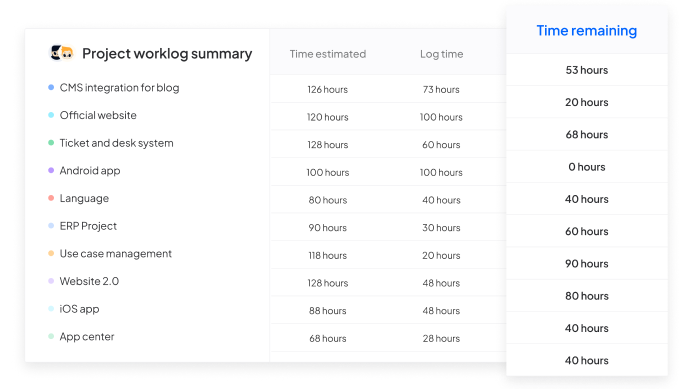 Project worklog summary Time estimated Log time Time remaining
CMS integration for blog 126 hours 73 hours 53 hours
Official website 120 hours 100 hours 20 hours
Ticket and desk system 128 hours 60 hours 68 hours
Android app 100 hours 100 hours 0 hours
Language 80 hours 40 hours 40 hours
ERP Project 90 hours 30 hours 60 hours
Use case management 118 hours 20 hours 90 hours
Website 2.0 128 hours 48 hours 80 hours
iOS app 88 hours 48 hours 40 hours
App center 68 hours 28 hours 40 hours